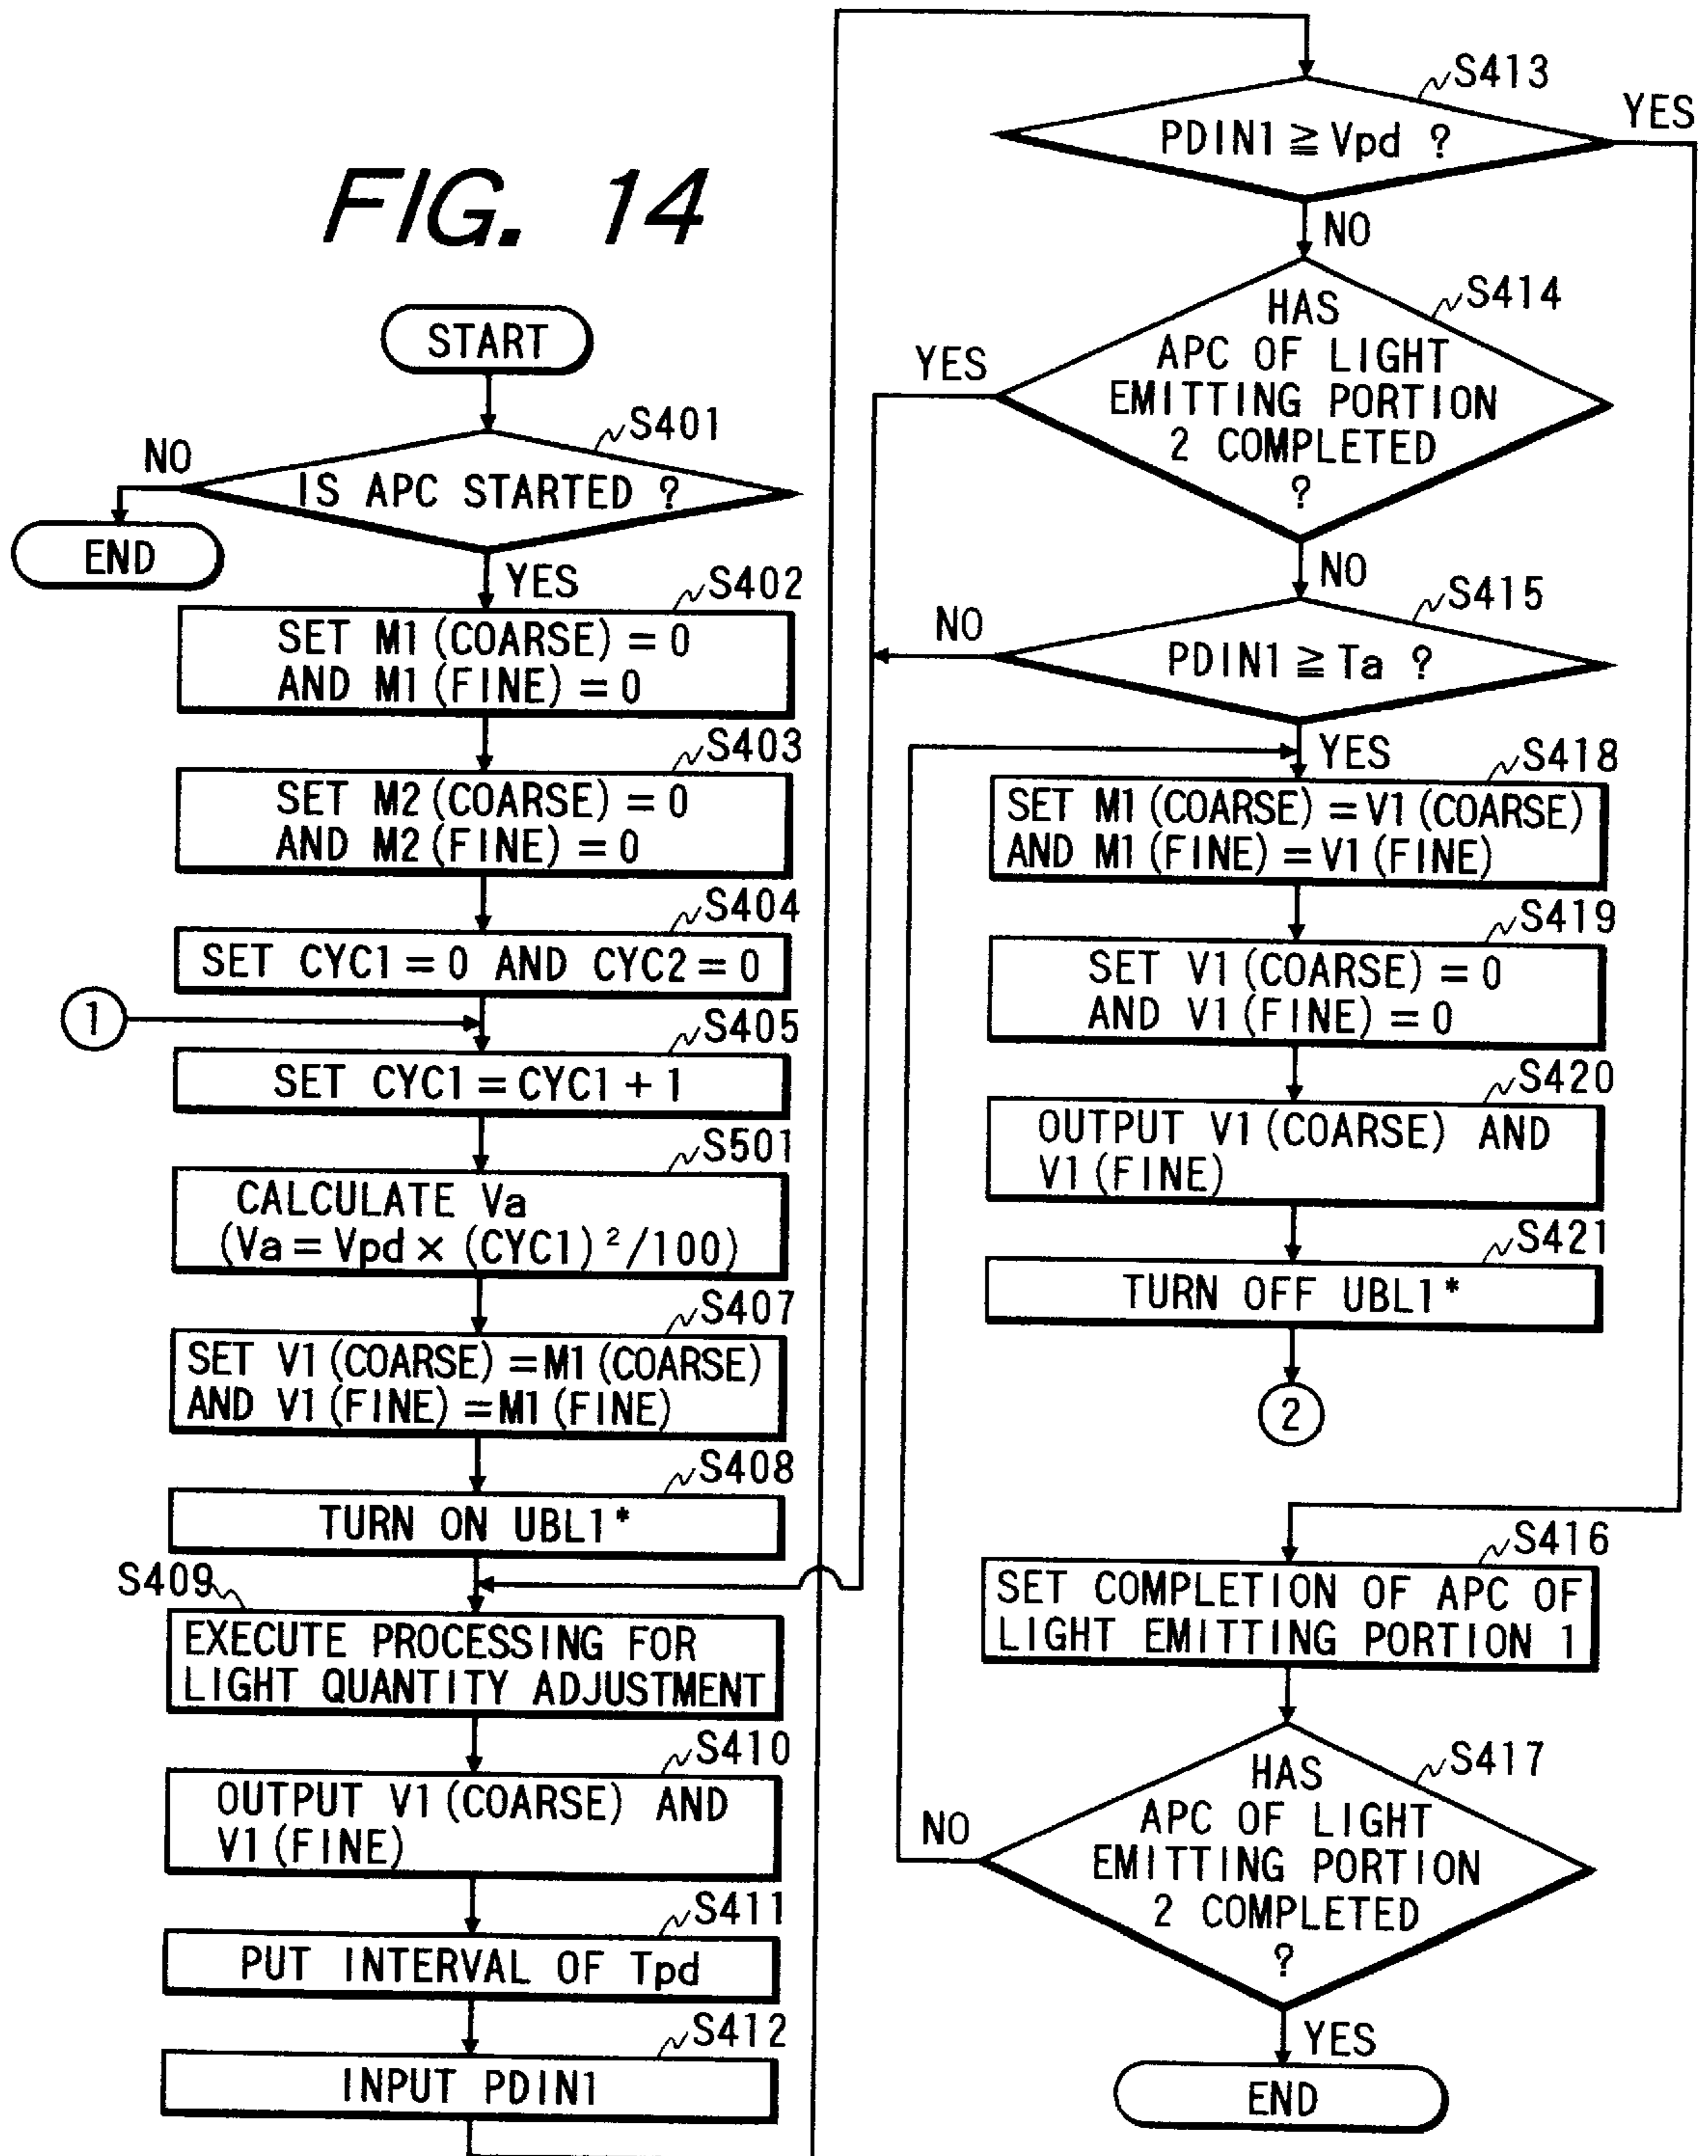 FIG. 14
START
S401
NO
IS APC STARTED ?
END
YES
S402
SET M1(COARSE)=0
AND M1(FINE)=0
S403
SET M2(COARSE)=0
AND M2(FINE)=0
S404
SET CYC1=0 AND CYC2=0
1
S405
SET CYC1=CYC1+1
S501
CALCULATE Va
(Va=Vpd×(CYC1)²/100)
S407
SET V1(COARSE)=M1(COARSE)
AND V1(FINE)=M1(FINE)
S408
TURN ON UBL1*
S409
EXECUTE PROCESSING FOR
LIGHT QUANTITY ADJUSTMENT
S410
OUTPUT V1(COARSE) AND
V1(FINE)
S411
PUT INTERVAL OF Tpd
S412
INPUT PDIN1
S413
YES
PDIN1≧Vpd ?
NO
S414
HAS
APC OF LIGHT
EMITTING PORTION
2 COMPLETED
?
YES
NO
S415
NO
PDIN1≧Ta ?
YES
S418
SET M1(COARSE)=V1(COARSE)
AND M1(FINE)=V1(FINE)
S419
SET V1(COARSE)=0
AND V1(FINE)=0
S420
OUTPUT V1(COARSE) AND
V1(FINE)
S421
TURN OFF UBL1*
2
S416
SET COMPLETION OF APC OF
LIGHT EMITTING PORTION 1
S417
HAS
APC OF LIGHT
EMITTING PORTION
2 COMPLETED
?
NO
YES
END